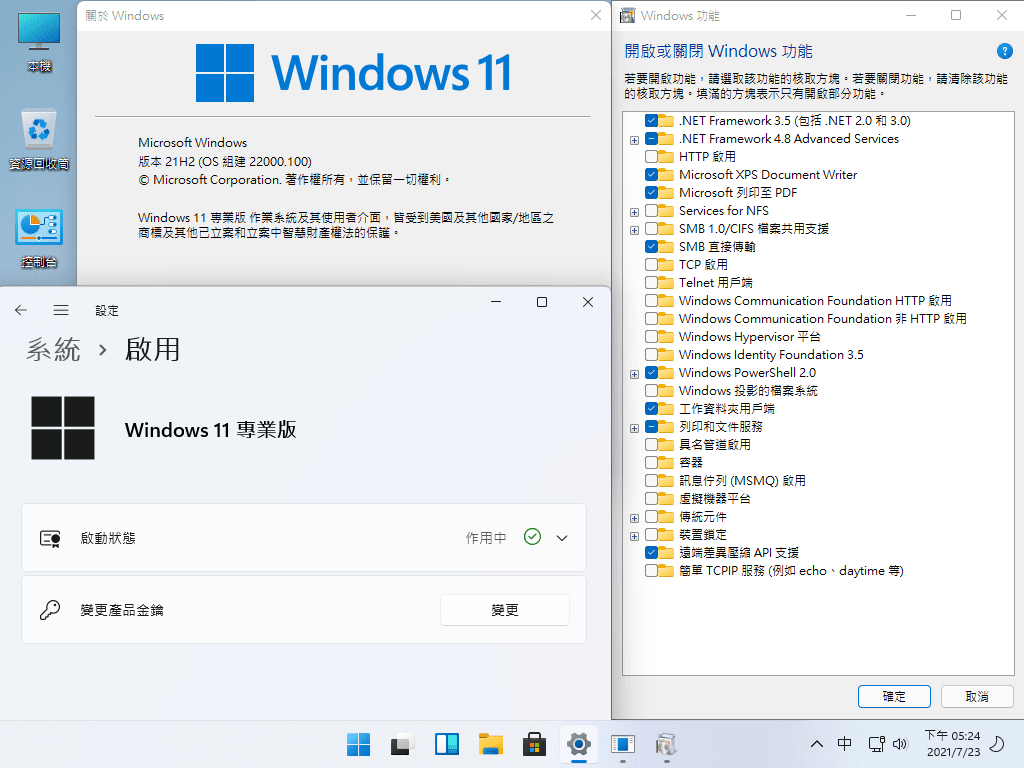 本機
資源回收筒
控制台
關於 Windows
Windows 11
Microsoft Windows
版本 21H2 (OS 組建 22000.100)
© Microsoft Corporation. 著作權所有，並保留一切權利。
Windows 11 專業版 作業系統及其使用者介面，皆受到美國及其他國家/地區之
商標及其他已立案和立案中智慧財產權法的保護。
設定
系統 › 啟用
Windows 11 專業版
啟動狀態
作用中
變更產品金鑰
變更
Windows 功能
開啟或關閉 Windows 功能
若要開啟功能，請選取該功能的核取方塊。若要關閉功能，請清除該功能
的核取方塊。填滿的方塊表示只有開啟部分功能。
.NET Framework 3.5 (包括 .NET 2.0 和 3.0)
.NET Framework 4.8 Advanced Services
HTTP 啟用
Microsoft XPS Document Writer
Microsoft 列印至 PDF
Services for NFS
SMB 1.0/CIFS 檔案共用支援
SMB 直接傳輸
TCP 啟用
Telnet 用戶端
Windows Communication Foundation HTTP 啟用
Windows Communication Foundation 非 HTTP 啟用
Windows Hypervisor 平台
Windows Identity Foundation 3.5
Windows PowerShell 2.0
Windows 投影的檔案系統
工作資料夾用戶端
列印和文件服務
具名管道啟用
容器
訊息佇列 (MSMQ) 啟用
虛擬機器平台
傳統元件
裝置鎖定
遠端差異壓縮 API 支援
簡單 TCPIP 服務 (例如 echo、daytime 等)
確定
取消
中
下午 05:24
2021/7/23